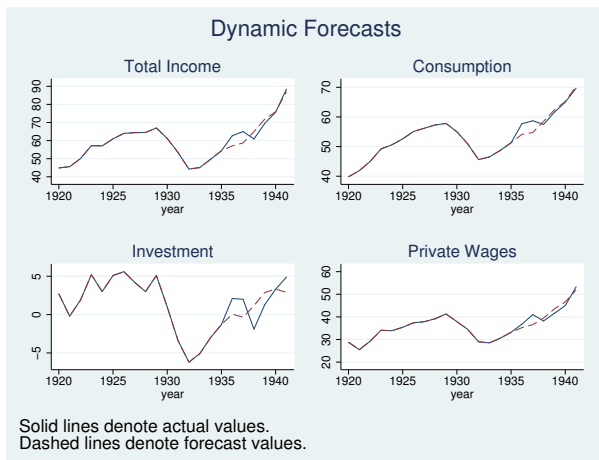 Dynamic Forecasts
Total Income
90
80
70
60
50
40
1920 1925 1930 1935 1940
year
Consumption
70
60
50
40
1920 1925 1930 1935 1940
year
Investment
5
0
-5
1920 1925 1930 1935 1940
year
Private Wages
60
50
40
30
20
1920 1925 1930 1935 1940
year
Solid lines denote actual values.
Dashed lines denote forecast values.